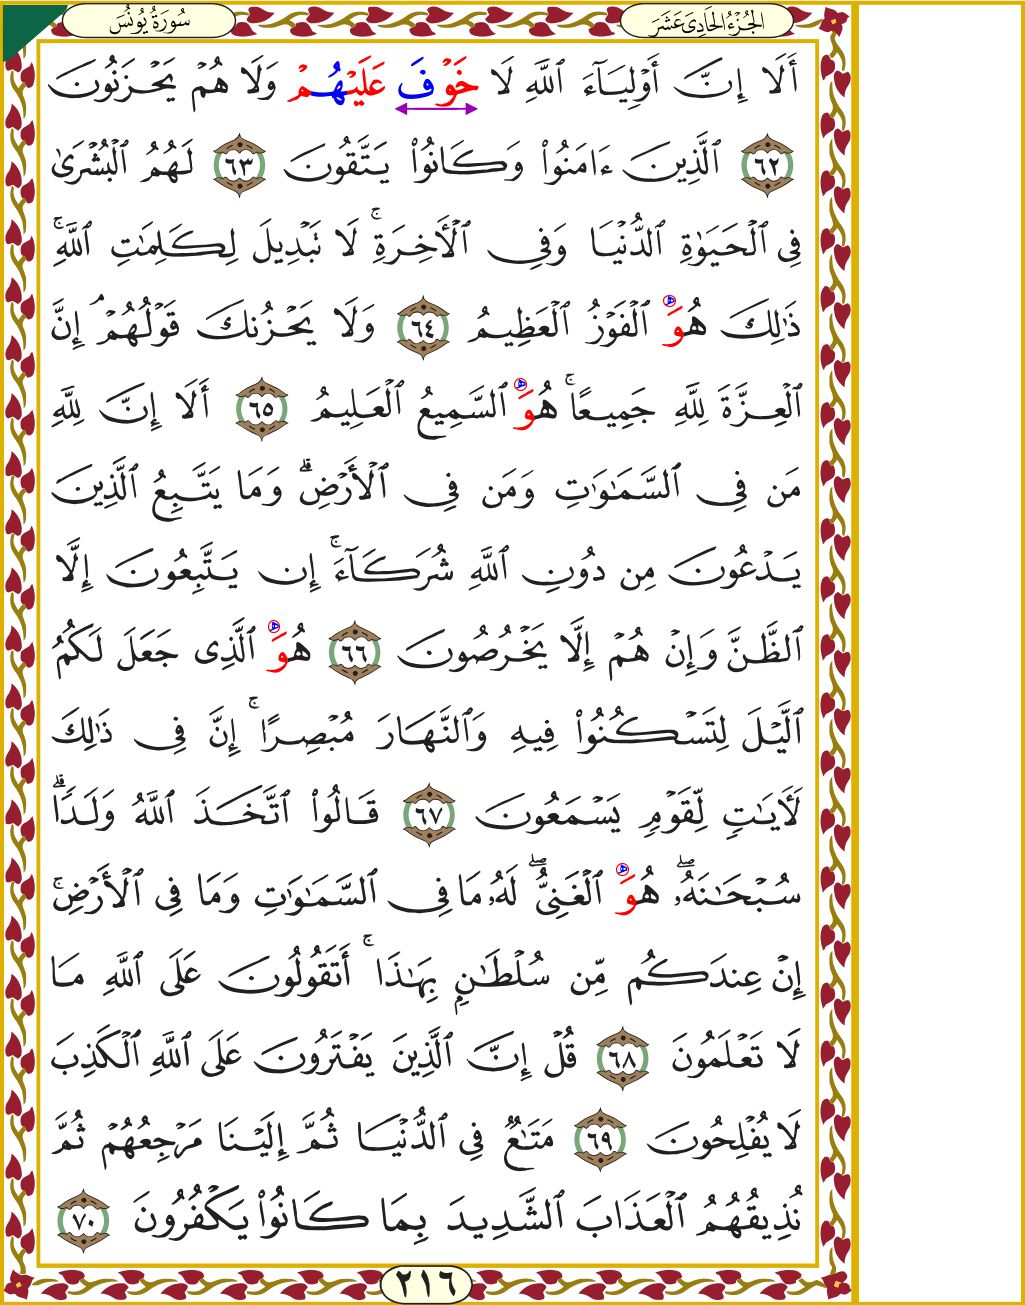 الجُزْءُ الحَادِى عَشَرَ
سُورَةُ يُونُسَ
أَلَآ إِنَّ أَوْلِيَآءَ ٱللَّهِ لَا خَوْفَ عَلَيْهُمْ وَلَا هُمْ يَحْزَنُونَ
٦٢ ٱلَّذِينَ ءَامَنُوا۟ وَكَانُوا۟ يَتَّقُونَ ٦٣ لَهُمُ ٱلْبُشْرَىٰ
فِى ٱلْحَيَوٰةِ ٱلدُّنْيَا وَفِى ٱلْأَخِرَةِ ۚ لَا تَبْدِيلَ لِكَلِمَٰتِ ٱللَّهِ ۚ
ذَٰلِكَ هُوَ ٱلْفَوْزُ ٱلْعَظِيمُ ٦٤ وَلَا يَحْزُنكَ قَوْلُهُمْ ۘ إِنَّ
ٱلْعِزَّةَ لِلَّهِ جَمِيعًا ۚ هُوَ ٱلسَّمِيعُ ٱلْعَلِيمُ ٦٥ أَلَآ إِنَّ لِلَّهِ
مَن فِى ٱلسَّمَٰوَٰتِ وَمَن فِى ٱلْأَرْضِ ۗ وَمَا يَتَّبِعُ ٱلَّذِينَ
يَدْعُونَ مِن دُونِ ٱللَّهِ شُرَكَآءَ ۚ إِن يَتَّبِعُونَ إِلَّا
ٱلظَّنَّ وَإِنْ هُمْ إِلَّا يَخْرُصُونَ ٦٦ هُوَ ٱلَّذِى جَعَلَ لَكُمُ
ٱلَّيْلَ لِتَسْكُنُوا۟ فِيهِ وَٱلنَّهَارَ مُبْصِرًا ۚ إِنَّ فِى ذَٰلِكَ
لَأَيَٰتٍ لِّقَوْمٍ يَسْمَعُونَ ٦٧ قَالُوا۟ ٱتَّخَذَ ٱللَّهُ وَلَدًا ۗ
سُبْحَٰنَهُۥ ۖ هُوَ ٱلْغَنِىُّ ۖ لَهُۥ مَا فِى ٱلسَّمَٰوَٰتِ وَمَا فِى ٱلْأَرْضِ ۚ
إِنْ عِندَكُم مِّن سُلْطَٰنٍ بِهَٰذَا ۚ أَتَقُولُونَ عَلَى ٱللَّهِ مَا
لَا تَعْلَمُونَ ٦٨ قُلْ إِنَّ ٱلَّذِينَ يَفْتَرُونَ عَلَى ٱللَّهِ ٱلْكَذِبَ
لَا يُفْلِحُونَ ٦٩ مَتَٰعٌ فِى ٱلدُّنْيَا ثُمَّ إِلَيْنَا مَرْجِعُهُمْ ثُمَّ
نُذِيقُهُمُ ٱلْعَذَابَ ٱلشَّدِيدَ بِمَا كَانُوا۟ يَكْفُرُونَ ٧٠
٢١٦